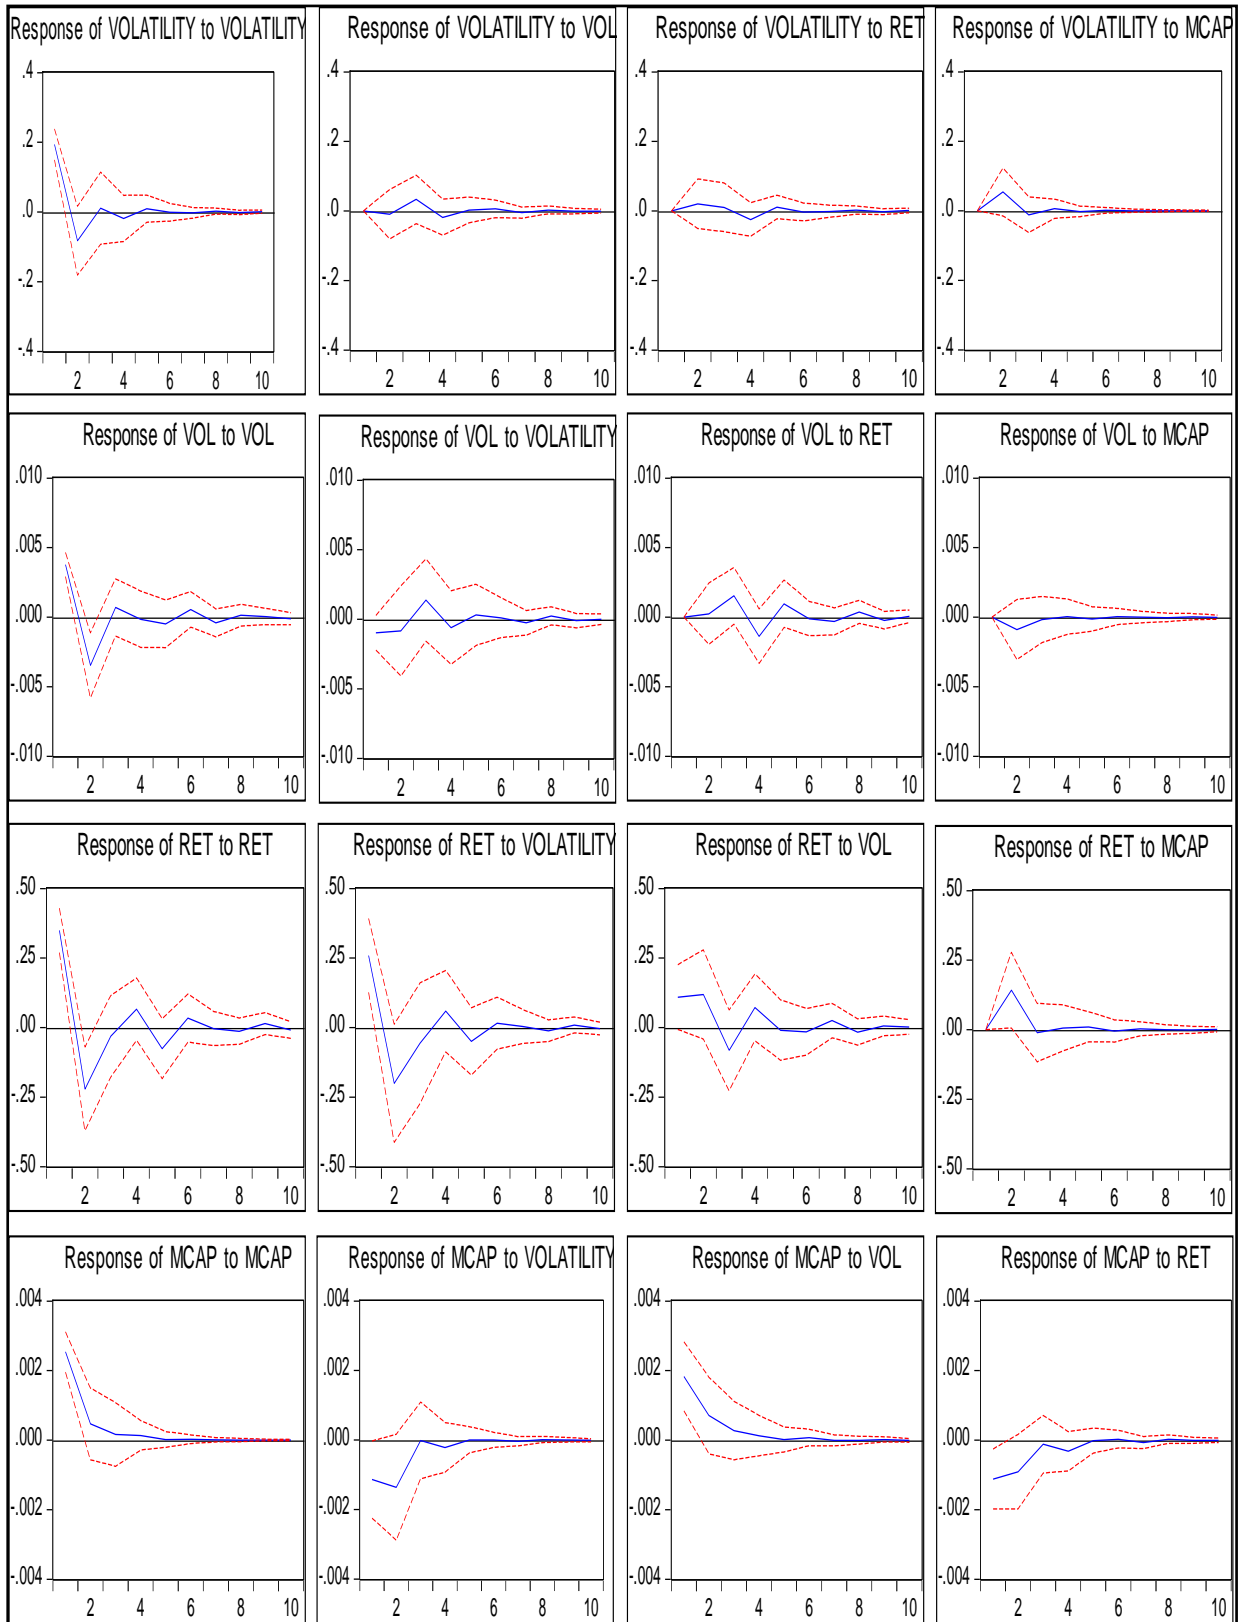 Response of VOLATILITY to VOLATILITY
.4
.2
.0
-.2
-.4
2 4 6 8 10
Response of VOLATILITY to VOL
.4
.2
.0
-.2
-.4
2 4 6 8 10
Response of VOLATILITY to RET
.4
.2
.0
-.2
-.4
2 4 6 8 10
Response of VOLATILITY to MCAP
.4
.2
.0
-.2
-.4
2 4 6 8 10
Response of VOL to VOL
.010
.005
.000
-.005
-.010
2 4 6 8 10
Response of VOL to VOLATILITY
.010
.005
.000
-.005
-.010
2 4 6 8 10
Response of VOL to RET
.010
.005
.000
-.005
-.010
2 4 6 8 10
Response of VOL to MCAP
.010
.005
.000
-.005
-.010
2 4 6 8 10
Response of RET to RET
.50
.25
.00
-.25
-.50
2 4 6 8 10
Response of RET to VOLATILITY
.50
.25
.00
-.25
-.50
2 4 6 8 10
Response of RET to VOL
.50
.25
.00
-.25
-.50
2 4 6 8 10
Response of RET to MCAP
.50
.25
.00
-.25
-.50
2 4 6 8 10
Response of MCAP to MCAP
.004
.002
.000
-.002
-.004
2 4 6 8 10
Response of MCAP to VOLATILITY
.004
.002
.000
-.002
-.004
2 4 6 8 10
Response of MCAP to VOL
.004
.002
.000
-.002
-.004
2 4 6 8 10
Response of MCAP to RET
.004
.002
.000
-.002
-.004
2 4 6 8 10